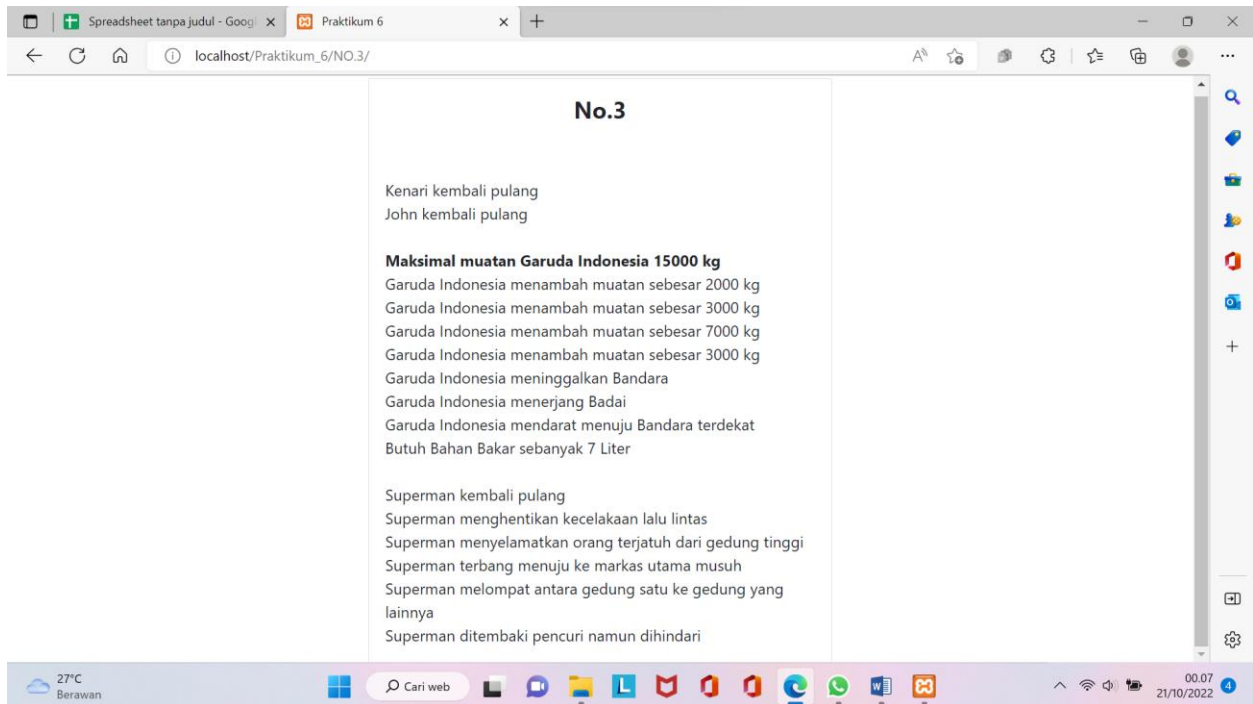 Spreadsheet tanpa judul - Googl
Praktikum 6
localhost/Praktikum_6/NO.3/
No.3
Kenari kembali pulang
John kembali pulang
Maksimal muatan Garuda Indonesia 15000 kg
Garuda Indonesia menambah muatan sebesar 2000 kg
Garuda Indonesia menambah muatan sebesar 3000 kg
Garuda Indonesia menambah muatan sebesar 7000 kg
Garuda Indonesia menambah muatan sebesar 3000 kg
Garuda Indonesia meninggalkan Bandara
Garuda Indonesia menerjang Badai
Garuda Indonesia mendarat menuju Bandara terdekat
Butuh Bahan Bakar sebanyak 7 Liter
Superman kembali pulang
Superman menghentikan kecelakaan lalu lintas
Superman menyelamatkan orang terjatuh dari gedung tinggi
Superman terbang menuju ke markas utama musuh
Superman melompat antara gedung satu ke gedung yang
lainnya
Superman ditembaki pencuri namun dihindari
27°C
Berawan
Cari web
00.07
21/10/2022
4